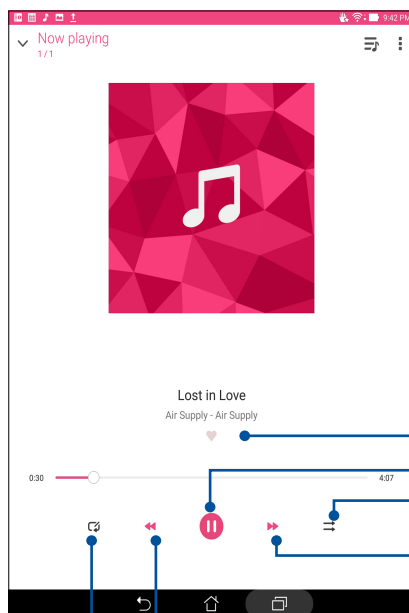 9:42 PM
Now playing
1/1
Lost in Love
Air Supply - Air Supply
0:30
4:07